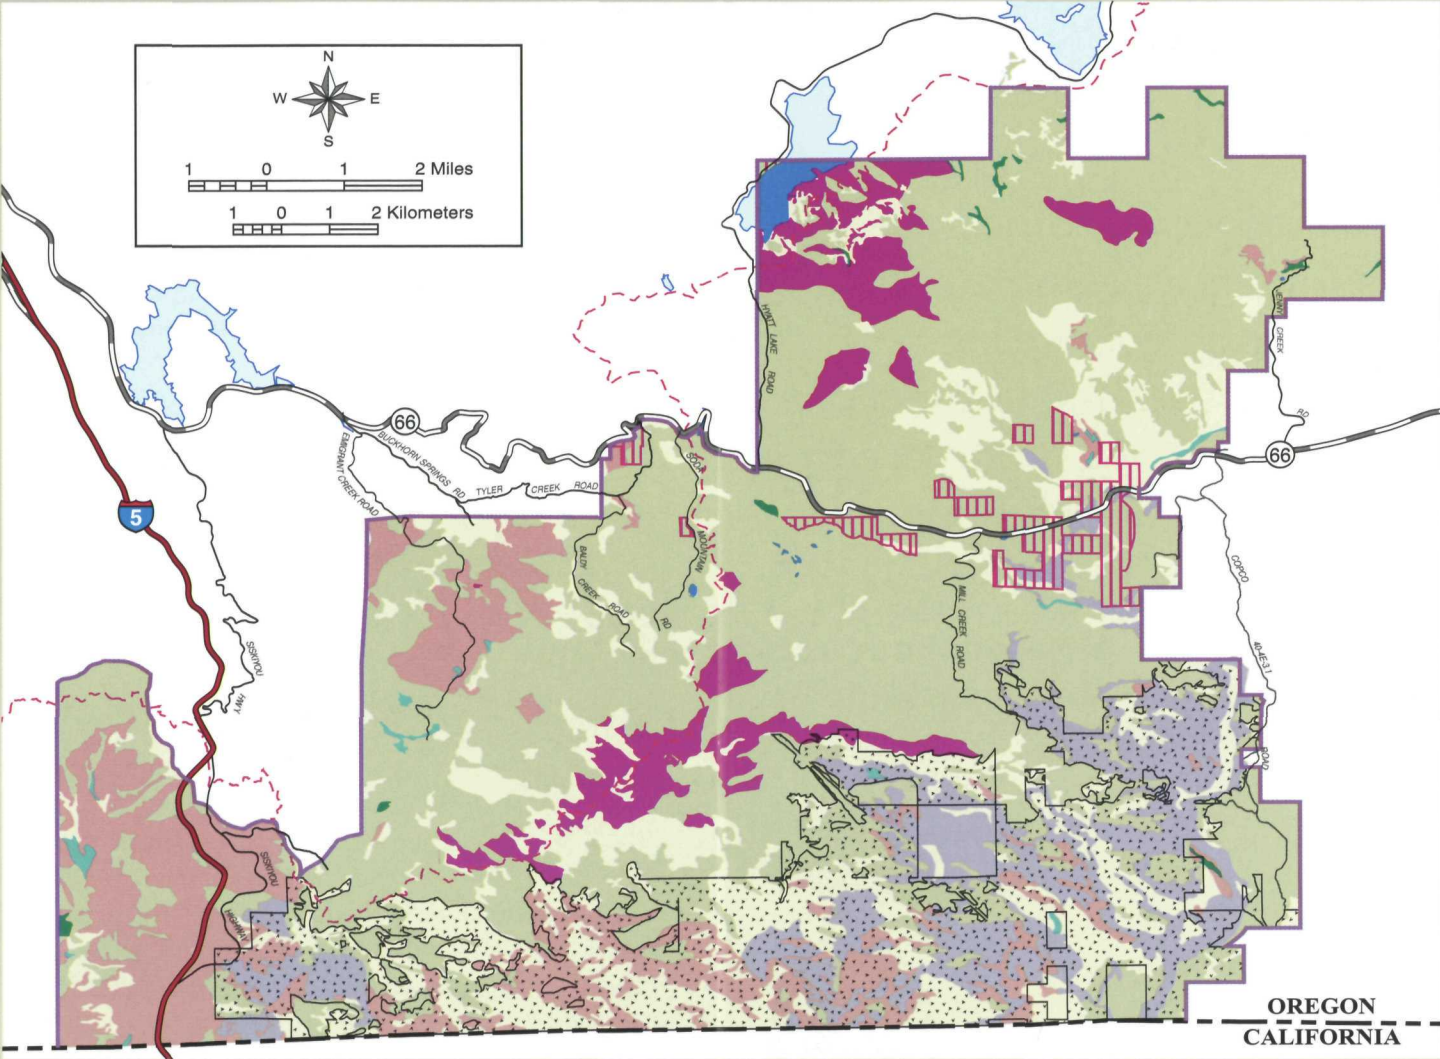 N
W E
S
1 0 1 2 Miles
1 0 1 2 Kilometers
66
5
66
HYATT LAKE ROAD
JENNY CREEK RD
EMIGRANT CREEK ROAD
BUCKHORN SPRINGS RD
TYLER CREEK ROAD
SODA MOUNTAIN RD
BALDY CREEK ROAD
MILL CREEK ROAD
COPCO ROAD
40-4E-3.1
SISKIYOU HWY
SISKIYOU HIGHWAY
OREGON
CALIFORNIA